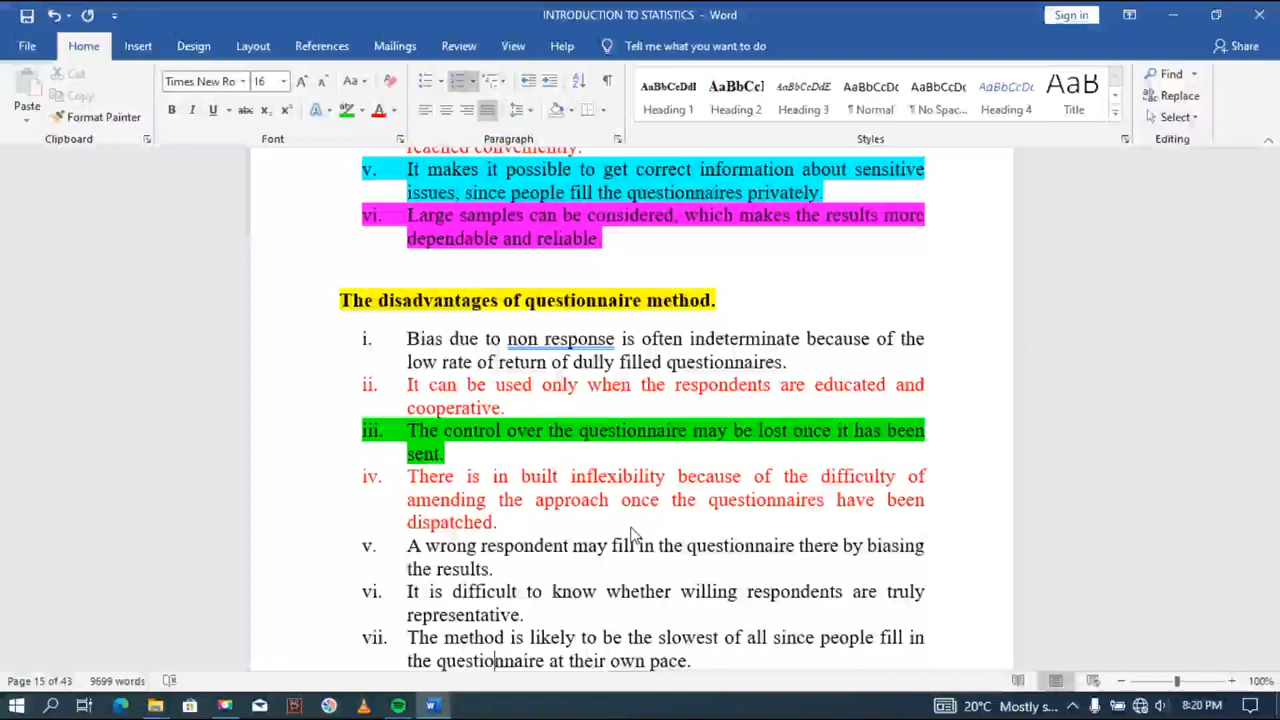 INTRODUCTION TO STATISTICS - Word
Sign in
File Home Insert Design Layout References Mailings Review View Help Tell me what you want to do Share
Paste
Cut
Copy
Format Painter
Clipboard
Times New Ro 16
Font
Paragraph
AaBbCcDdI AaBbCcI AaBbCcDdE AaBbCcDc AaBbCcDc AaBbCcDc AaB
Heading 1 Heading 2 Heading 3 ¶ Normal ¶ No Spac... Heading 4 Title
Styles
Find
Replace
Select
Editing
reached conveniently.
v. It makes it possible to get correct information about sensitive
issues, since people fill the questionnaires privately.
vi. Large samples can be considered, which makes the results more
dependable and reliable.
The disadvantages of questionnaire method.
i. Bias due to non response is often indeterminate because of the
low rate of return of dully filled questionnaires.
ii. It can be used only when the respondents are educated and
cooperative.
iii. The control over the questionnaire may be lost once it has been
sent.
iv. There is in built inflexibility because of the difficulty of
amending the approach once the questionnaires have been
dispatched.
v. A wrong respondent may fill in the questionnaire there by biasing
the results.
vi. It is difficult to know whether willing respondents are truly
representative.
vii. The method is likely to be the slowest of all since people fill in
the questionnaire at their own pace.
Page 15 of 43 9699 words 100%
20°C Mostly s... 8:20 PM